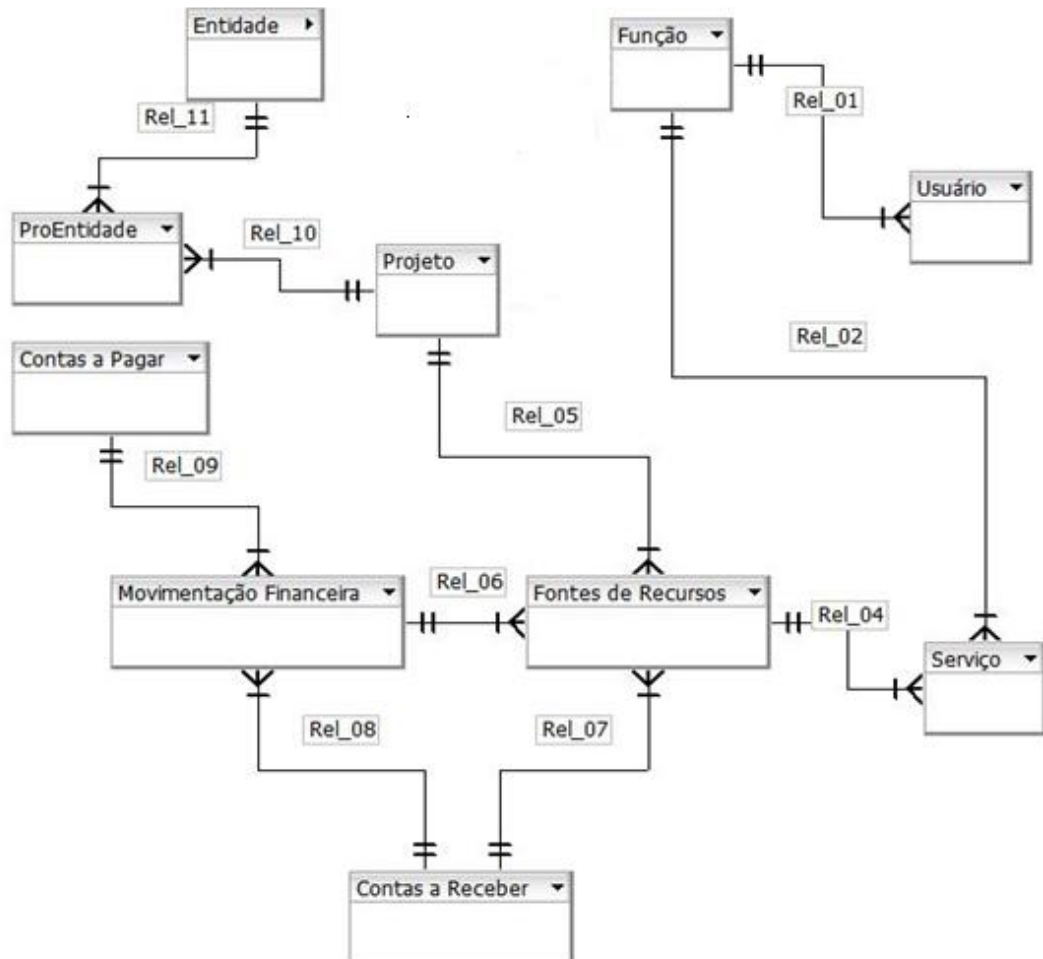 Entidade
Função
Rel_11
Rel_01
Usuário
ProEntidade
Rel_10
Projeto
Rel_02
Contas a Pagar
Rel_05
Rel_09
Movimentação Financeira
Rel_06
Fontes de Recursos
Rel_04
Serviço
Rel_08
Rel_07
Contas a Receber